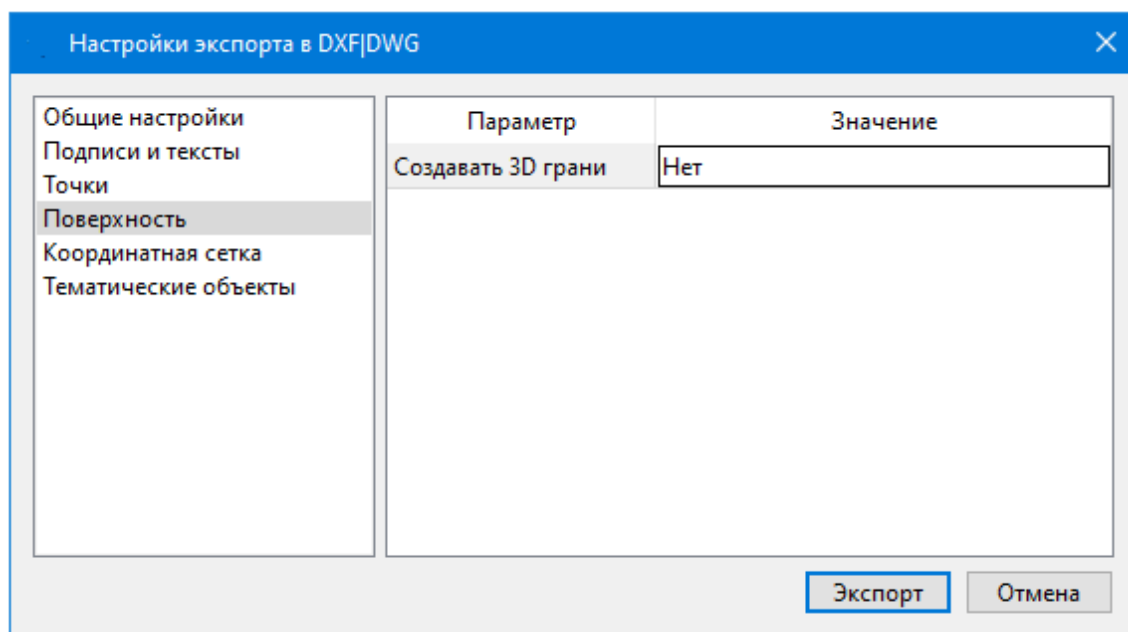 Настройки экспорта в DXF|DWG
Общие настройки
Подписи и тексты
Точки
Поверхность
Координатная сетка
Тематические объекты
Параметр Значение
Создавать 3D грани Нет
Экспорт Отмена